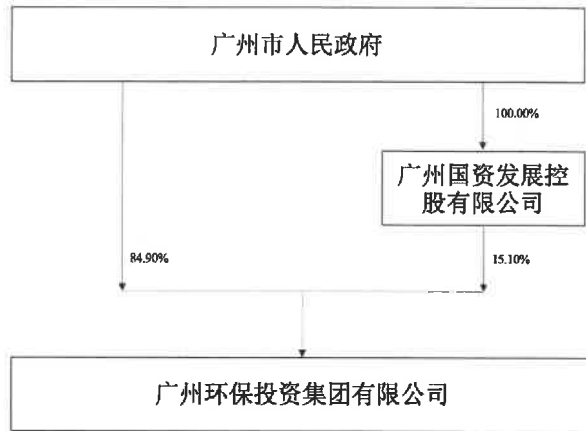 广州市人民政府
100.00%
广州国资发展控
股有限公司
84.90%
15.10%
广州环保投资集团有限公司